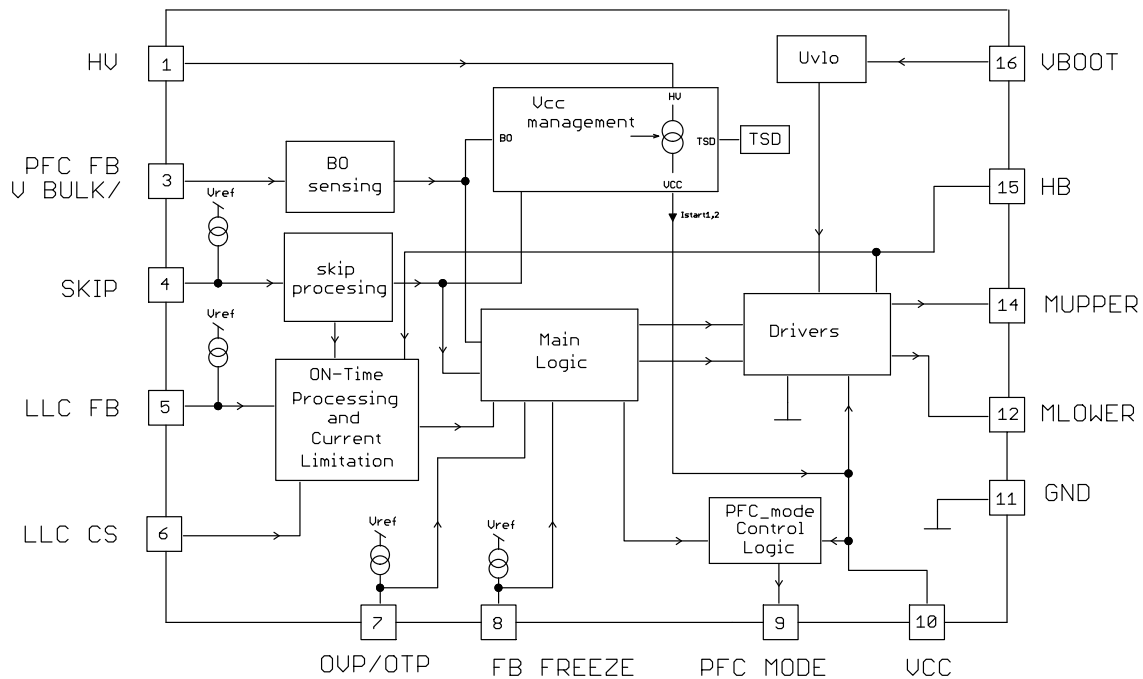 HV
1
Uvlo
16
VBOOT
HV
Vcc
management
BO
TSD
TSD
VCC
PFC FB
V BULK/
3
BO
sensing
15
HB
Vref
Istart1,2
SKIP
4
skip
procesing
14
MUPPER
Vref
Main
Logic
Drivers
ON-Time
Processing
and
Current
Limitation
LLC FB
5
12
MLOWER
11
GND
LLC CS
6
Vref
Vref
PFC_mode
Control
Logic
7
8
9
10
OVP/OTP
FB FREEZE
PFC MODE
VCC